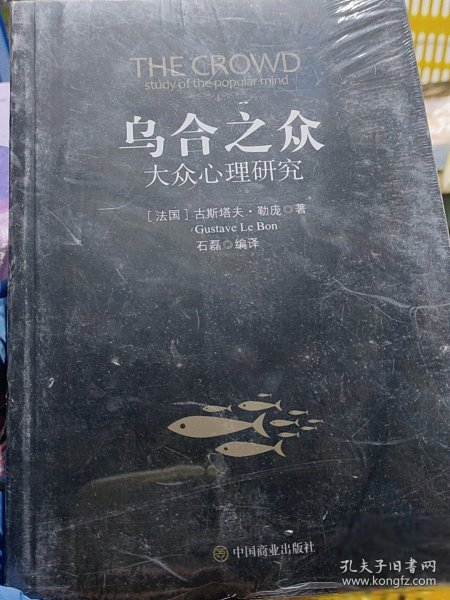 THE CROWD
study of the popular mind
乌合之众
大众心理研究
[法国] 古斯塔夫·勒庞◎著
Gustave Le Bon
石磊◎编译
中国商业出版社
孔夫子旧书网
www.kongfz.com